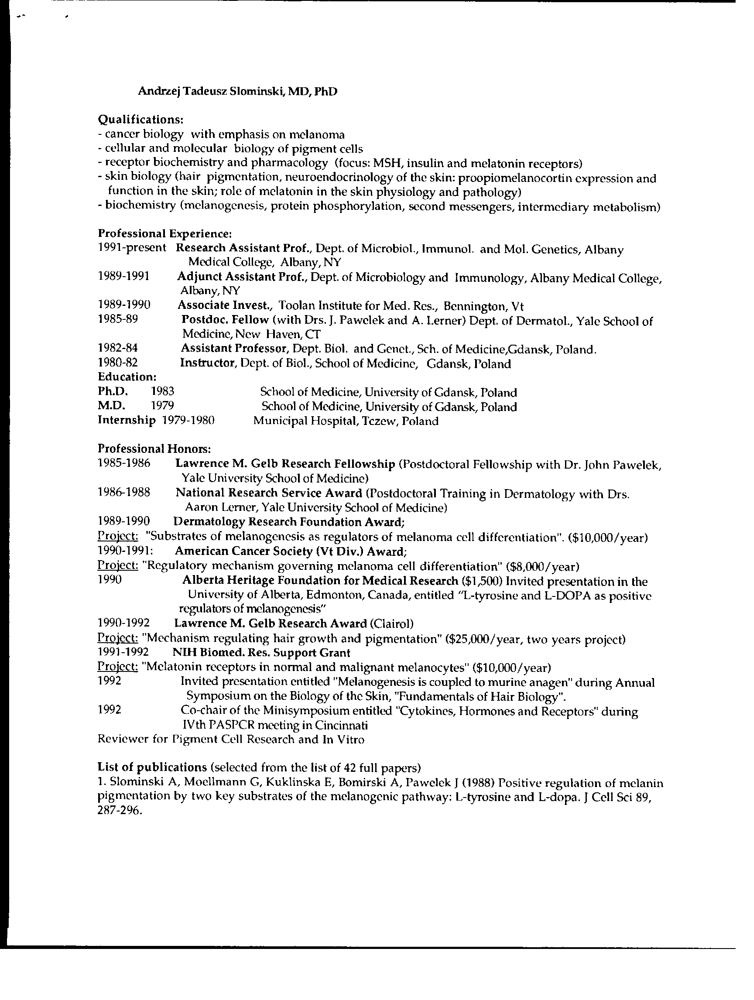 Andrzej Tadeusz Slominski, MD, PhD
Qualifications:
- cancer biology with emphasis on melanoma
- cellular and molecular biology of pigment cells
- receptor biochemistry and pharmacology (focus: MSH, insulin and melatonin receptors)
- skin biology (hair pigmentation, neuroendocrinology of the skin: proopiomelanocortin expression and
function in the skin; role of melatonin in the skin physiology and pathology)
- biochemistry (melanogenesis, protein phosphorylation, second messengers, intermediary metabolism)
Professional Experience:
1991-present Research Assistant Prof., Dept. of Microbiol., Immunol. and Mol. Genetics, Albany
Medical College, Albany, NY
1989-1991 Adjunct Assistant Prof., Dept. of Microbiology and Immunology, Albany Medical College,
Albany, NY
1989-1990 Associate Invest., Toolan Institute for Med. Res., Bennington, Vt
1985-89 Postdoc. Fellow (with Drs. J. Pawelek and A. Lerner) Dept. of Dermatol., Yale School of
Medicine, New Haven, CT
1982-84 Assistant Professor, Dept. Biol. and Genet., Sch. of Medicine,Gdansk, Poland.
1980-82 Instructor, Dept. of Biol., School of Medicine, Gdansk, Poland
Education:
Ph.D. 1983 School of Medicine, University of Gdansk, Poland
M.D. 1979 School of Medicine, University of Gdansk, Poland
Internship 1979-1980 Municipal Hospital, Tczew, Poland
Professional Honors:
1985-1986 Lawrence M. Gelb Research Fellowship (Postdoctoral Fellowship with Dr. John Pawelek,
Yale University School of Medicine)
1986-1988 National Research Service Award (Postdoctoral Training in Dermatology with Drs.
Aaron Lerner, Yale University School of Medicine)
1989-1990 Dermatology Research Foundation Award;
Project: "Substrates of melanogenesis as regulators of melanoma cell differentiation". ($10,000/year)
1990-1991: American Cancer Society (Vt Div.) Award;
Project: "Regulatory mechanism governing melanoma cell differentiation" ($8,000/year)
1990 Alberta Heritage Foundation for Medical Research ($1,500) Invited presentation in the
University of Alberta, Edmonton, Canada, entitled "L-tyrosine and L-DOPA as positive
regulators of melanogenesis"
1990-1992 Lawrence M. Gelb Research Award (Clairol)
Project: "Mechanism regulating hair growth and pigmentation" ($25,000/year, two years project)
1991-1992 NIH Biomed. Res. Support Grant
Project: "Melatonin receptors in normal and malignant melanocytes" ($10,000/year)
1992 Invited presentation entitled "Melanogenesis is coupled to murine anagen" during Annual
Symposium on the Biology of the Skin, "Fundamentals of Hair Biology".
1992 Co-chair of the Minisymposium entitled "Cytokines, Hormones and Receptors" during
IVth PASPCR meeting in Cincinnati
Reviewer for Pigment Cell Research and In Vitro
List of publications (selected from the list of 42 full papers)
1. Slominski A, Moellmann G, Kuklinska E, Bomirski A, Pawelek J (1988) Positive regulation of melanin
pigmentation by two key substrates of the melanogenic pathway: L-tyrosine and L-dopa. J Cell Sci 89,
287-296.